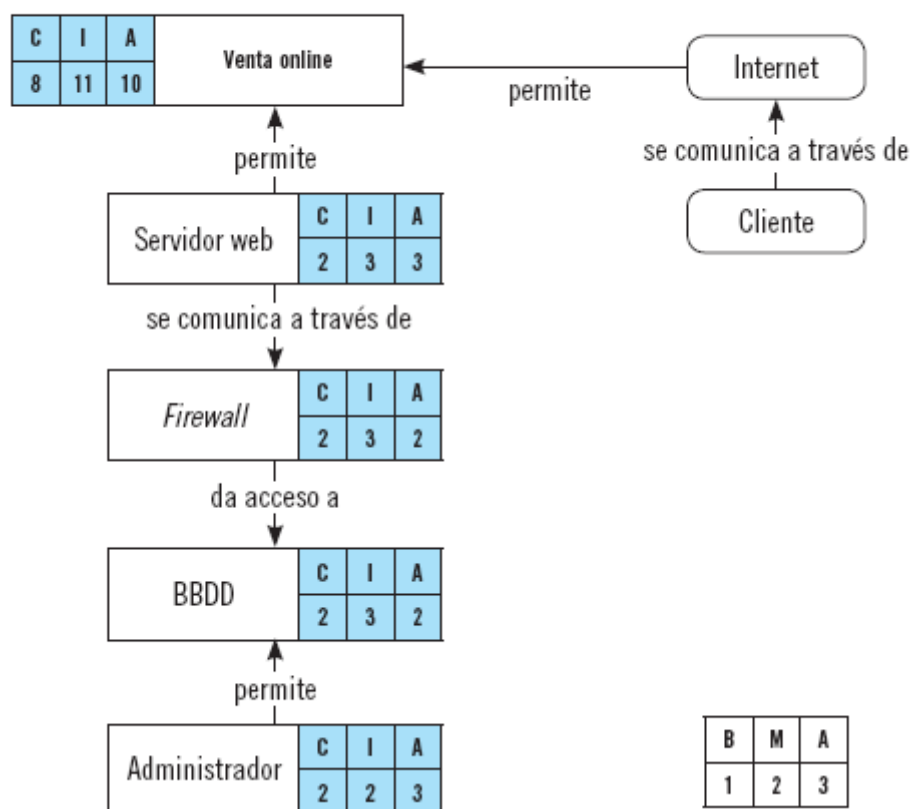 C I A
Venta online
8 11 10
Internet
permite
permite
se comunica a través de
Servidor web
C I A
2 3 3
Cliente
se comunica a través de
Firewall
C I A
2 3 2
da acceso a
BBDD
C I A
2 3 2
permite
Administrador
C I A
2 2 3
B M A
1 2 3